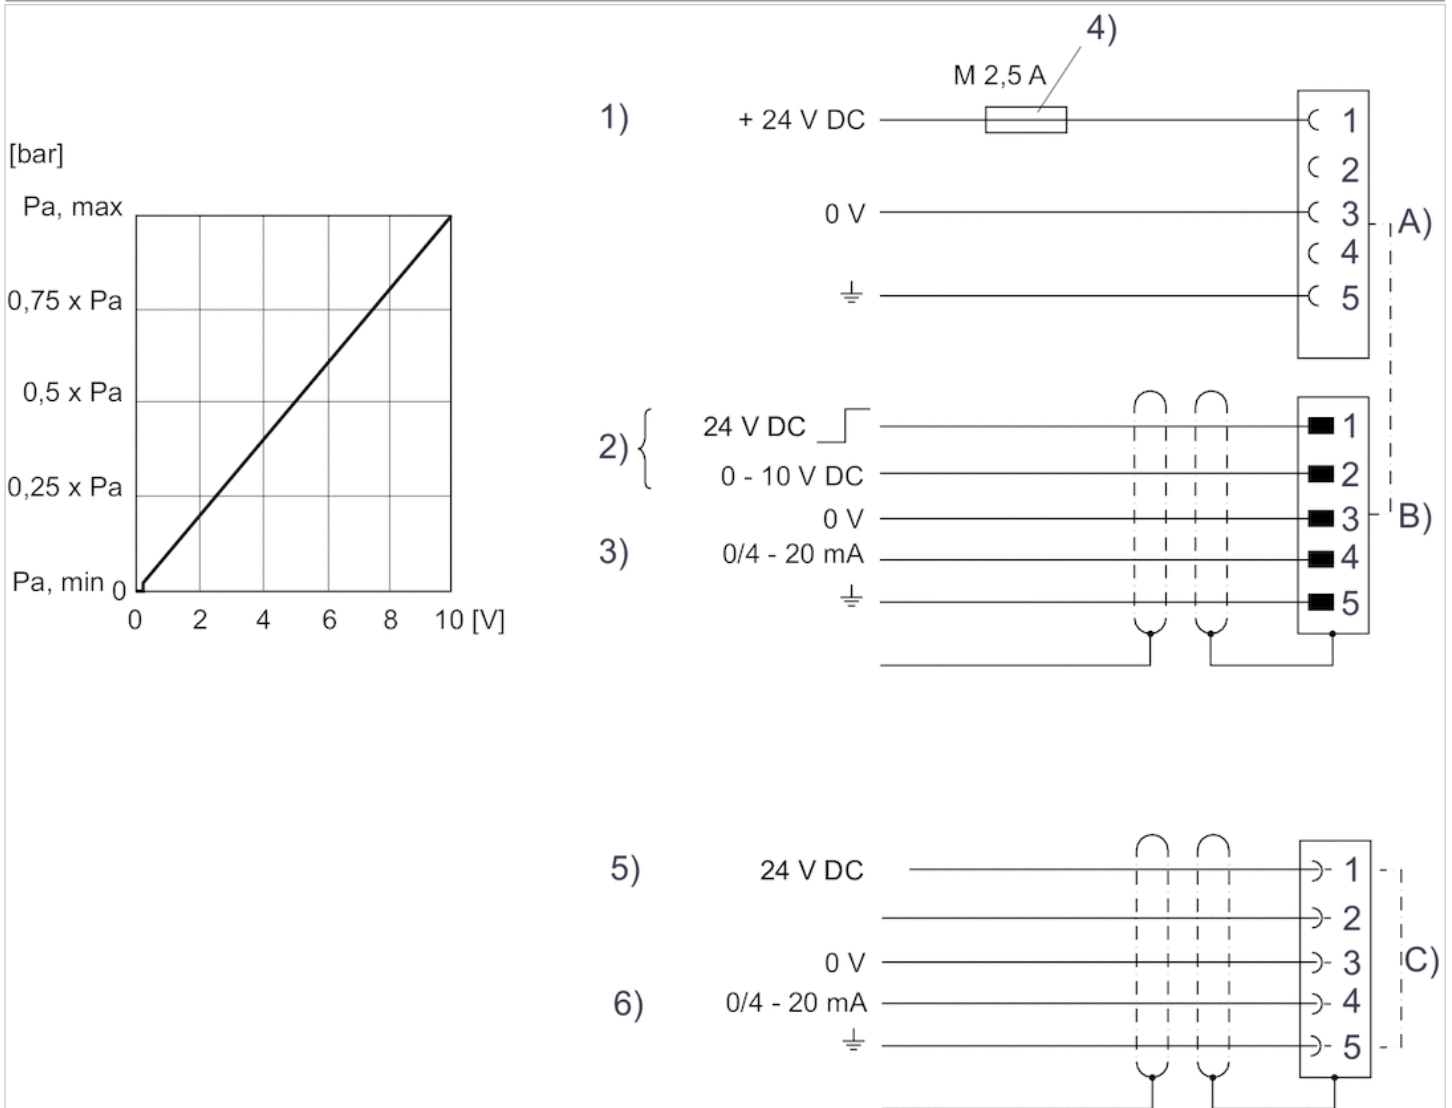 [bar]
Pa, max
0,75 x Pa
0,5 x Pa
0,25 x Pa
Pa, min 0
0 2 4 6 8 10 [V]
4)
M 2,5 A
1) + 24 V DC 1
2
0 V 3 A)
4
5
2) 24 V DC 1
0 - 10 V DC 2
0 V 3 B)
3) 0/4 - 20 mA 4
5
5) 24 V DC 1
2
0 V 3 C)
6) 0/4 - 20 mA 4
5